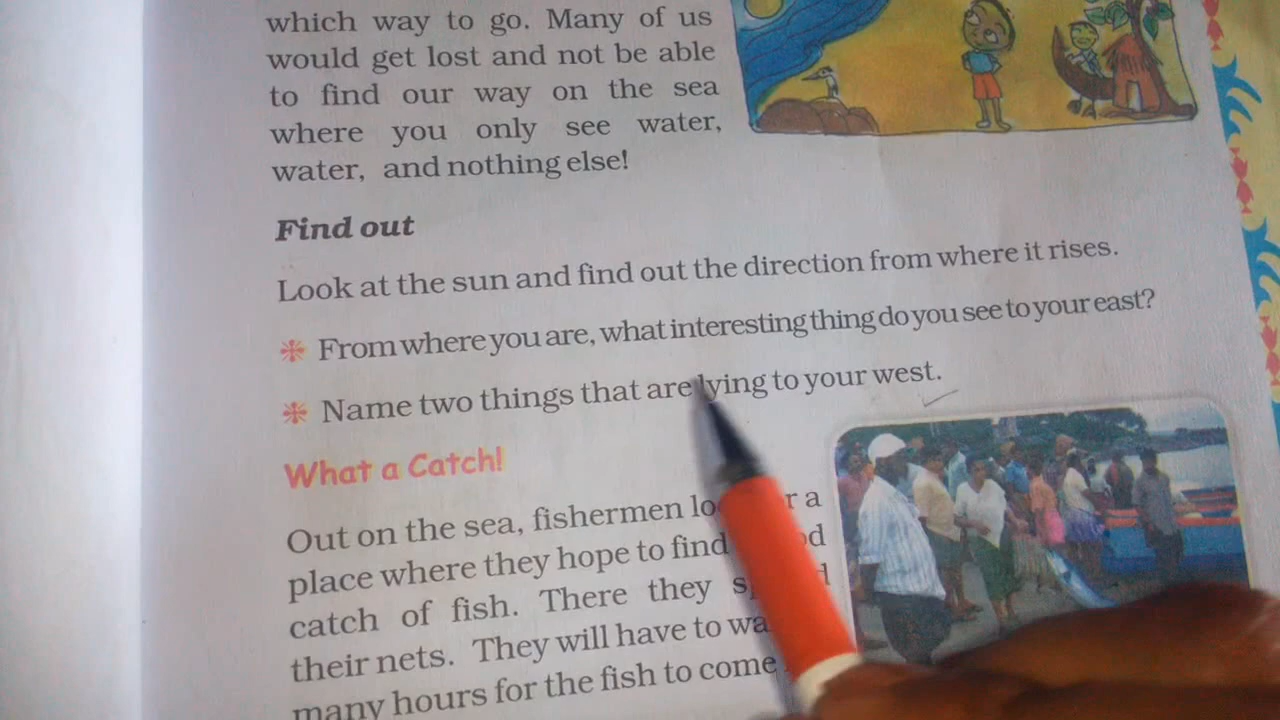 which way to go. Many of us
would get lost and not be able
to find our way on the sea
where you only see water,
water, and nothing else!
Find out
Look at the sun and find out the direction from where it rises.
From where you are, what interesting thing do you see to your east?
Name two things that are lying to your west.
What a Catch!
Out on the sea, fishermen a
place where they hope to find
catch of fish. There they
their nets. They will have to
many hours for the fish to come